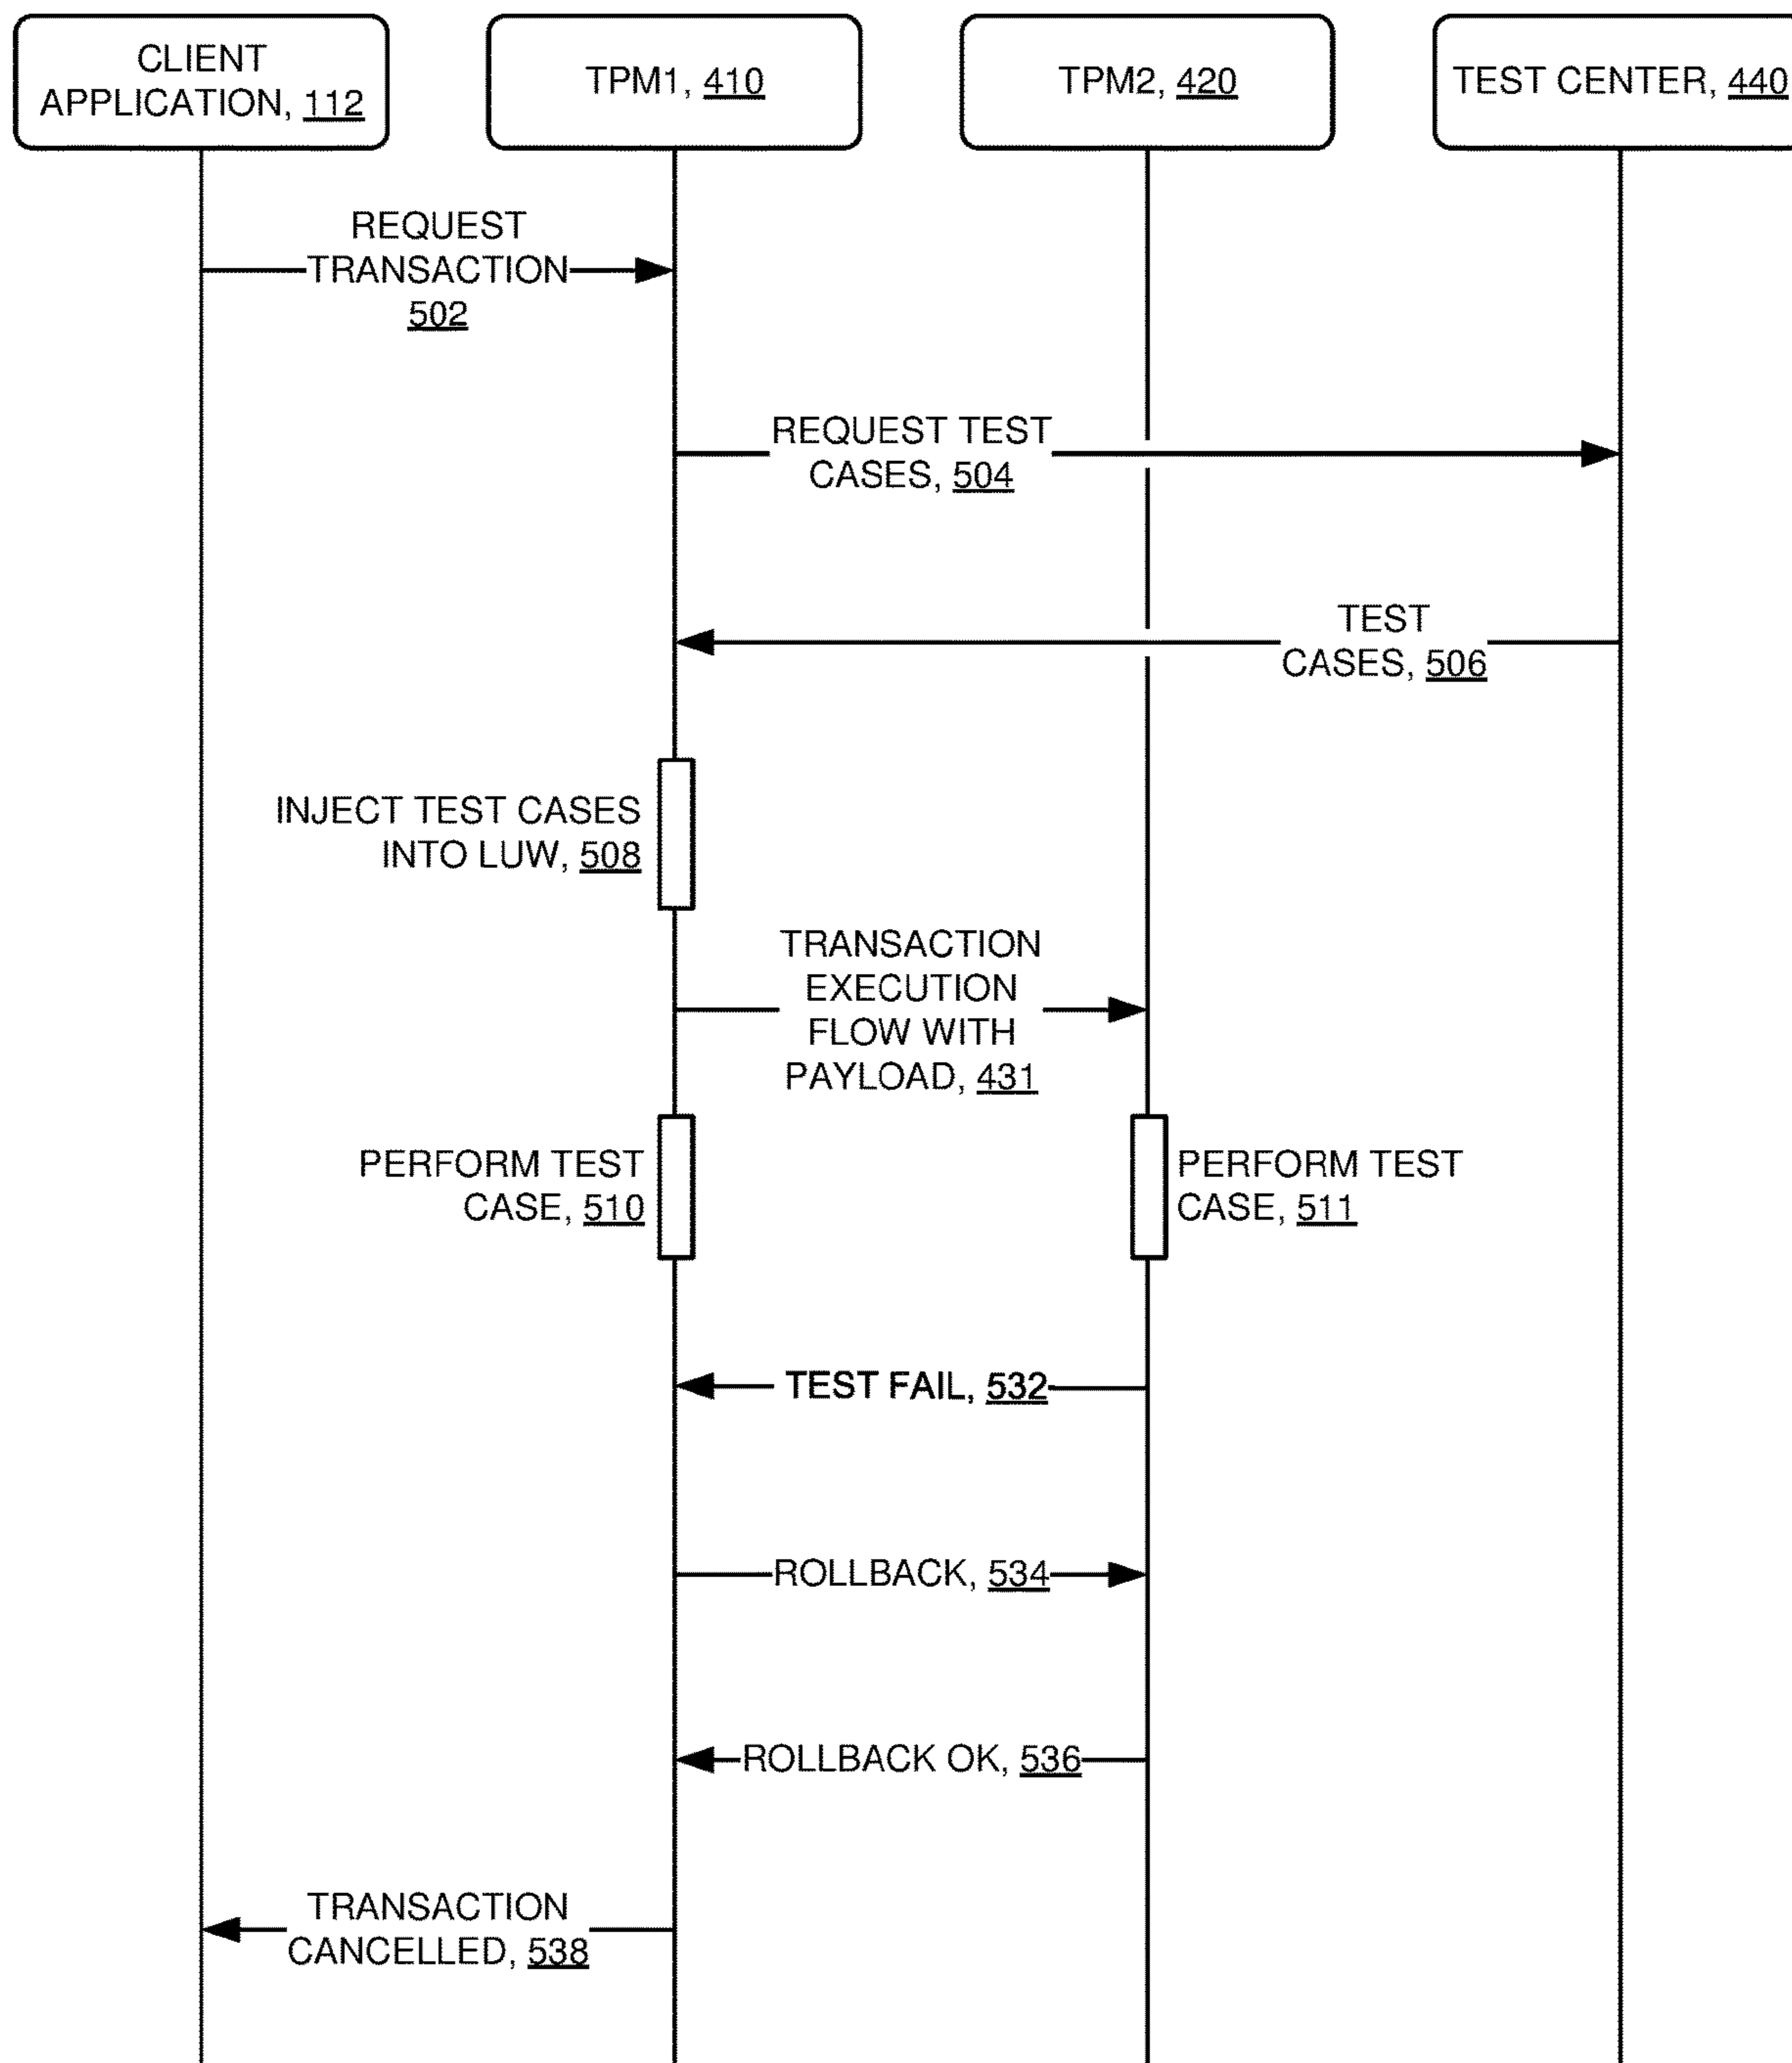 CLIENT
APPLICATION, 112
TPM1, 410
TPM2, 420
TEST CENTER, 440
REQUEST
TRANSACTION
502
REQUEST TEST
CASES, 504
TEST
CASES, 506
INJECT TEST CASES
INTO LUW, 508
TRANSACTION
EXECUTION
FLOW WITH
PAYLOAD, 431
PERFORM TEST
CASE, 510
PERFORM TEST
CASE, 511
TEST FAIL, 532
ROLLBACK, 534
ROLLBACK OK, 536
TRANSACTION
CANCELLED, 538